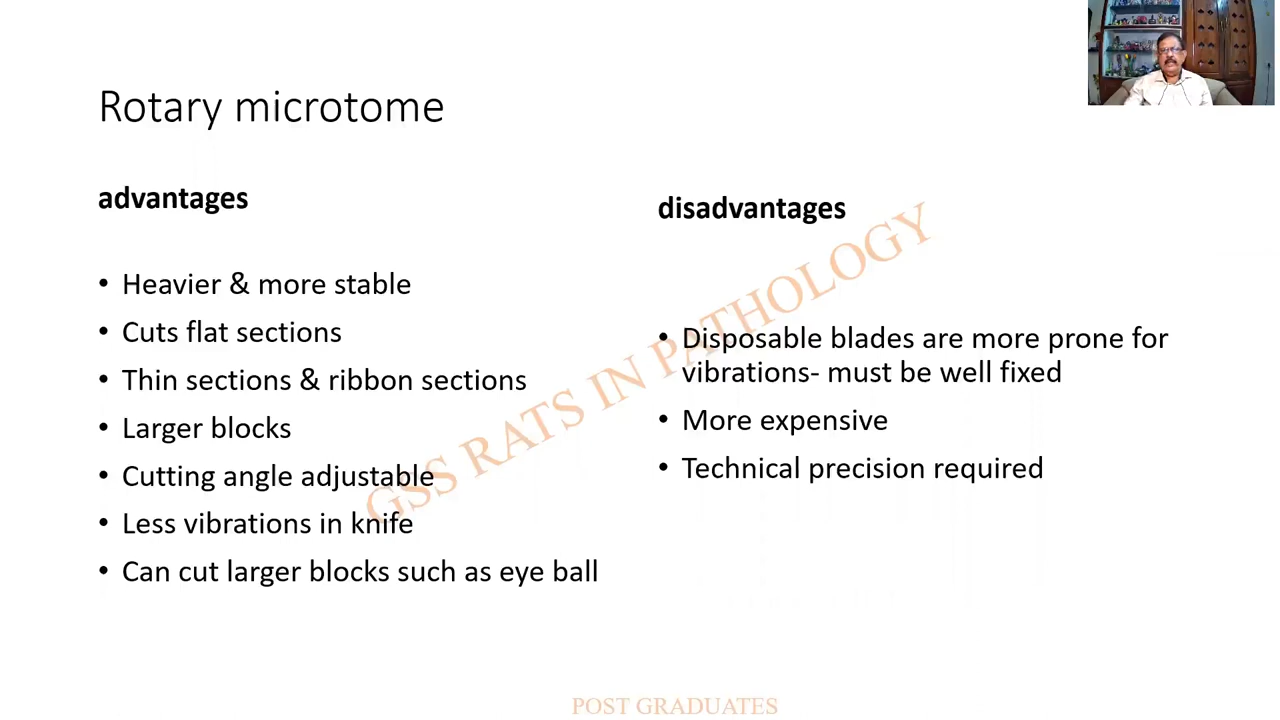 Rotary microtome
advantages
• Heavier & more stable
• Cuts flat sections
• Thin sections & ribbon sections
• Larger blocks
• Cutting angle adjustable
• Less vibrations in knife
• Can cut larger blocks such as eye ball
disadvantages
• Disposable blades are more prone for
vibrations- must be well fixed
• More expensive
• Technical precision required
GSS RATS IN PATHOLOGY
POST GRADUATES